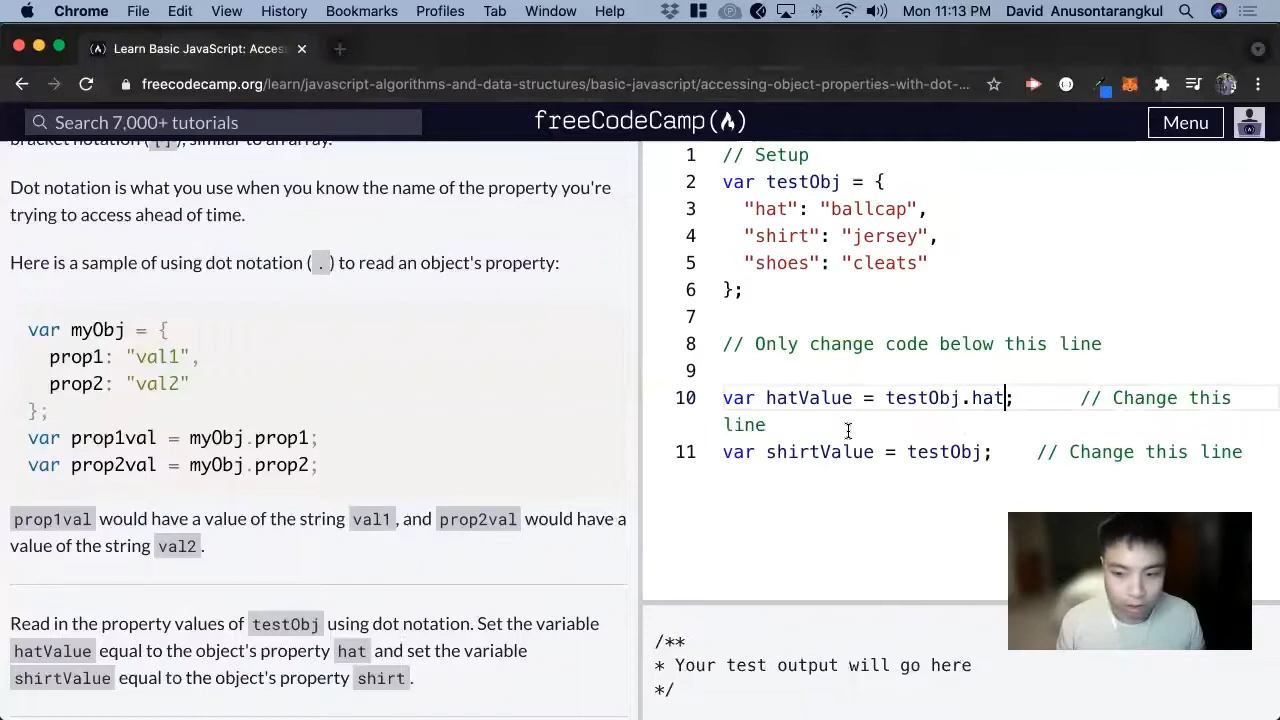 Chrome File Edit View History Bookmarks Profiles Tab Window Help Mon 11:13 PM David Anusontarangkul
Learn Basic JavaScript: Acces
freecodecamp.org/learn/javascript-algorithms-and-data-structures/basic-javascript/accessing-object-properties-with-dot-...
Search 7,000+ tutorials
freeCodeCamp(
)
Menu
bracket notation ([]), similar to an array.
Dot notation is what you use when you know the name of the property you're
trying to access ahead of time.
Here is a sample of using dot notation (.) to read an object's property:
var myObj = {
prop1: "val1",
prop2: "val2"
};
var prop1val = myObj.prop1;
var prop2val = myObj.prop2;
prop1val would have a value of the string val1, and prop2val would have a
value of the string val2.
Read in the property values of testObj using dot notation. Set the variable
hatValue equal to the object's property hat and set the variable
shirtValue equal to the object's property shirt.
1 // Setup
2 var testObj = {
3 "hat": "ballcap",
4 "shirt": "jersey",
5 "shoes": "cleats"
6 };
7
8 // Only change code below this line
9
10 var hatValue = testObj.hat; // Change this
line
11 var shirtValue = testObj; // Change this line
/**
* Your test output will go here
*/